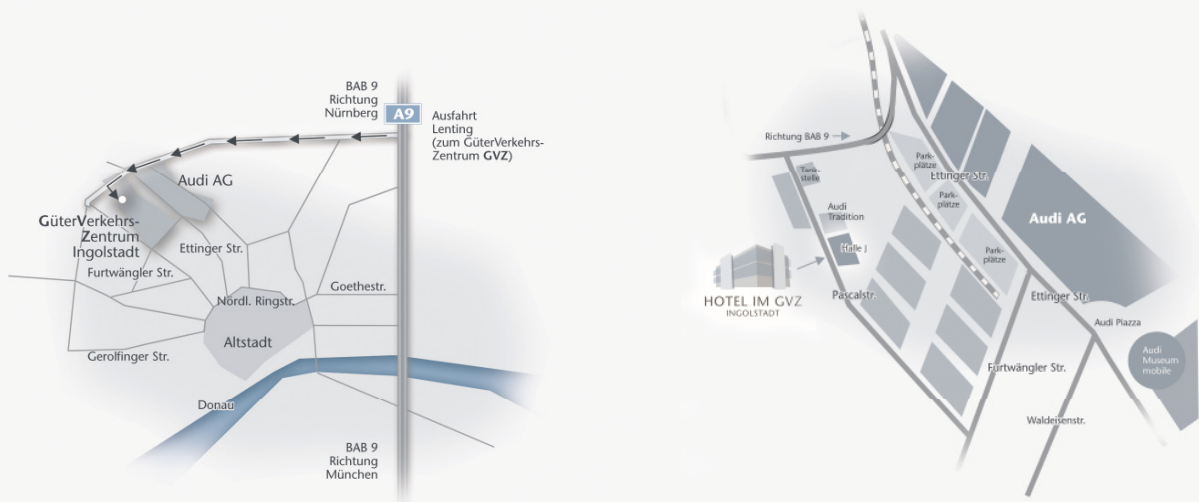 BAB 9
Richtung
Nürnberg
A9
Ausfahrt
Lenting
(zum GüterVerkehrs-
Zentrum GVZ)
Audi AG
GüterVerkehrs-
Zentrum
Ingolstadt
Ettinger Str.
Furtwängler Str.
Nördl. Ringstr.
Goethestr.
Altstadt
Gerolfinger Str.
Donau
BAB 9
Richtung
München
Richtung BAB 9
Tank-
stelle
Park-
plätze
Ettinger Str.
Park-
plätze
Audi
Tradition
Audi AG
Halle J
Park-
plätze
HOTEL IM GVZ
INGOLSTADT
Pascalstr.
Ettinger Str.
Audi Piazza
Audi
Museum
mobile
Furtwängler Str.
Waldeisenstr.